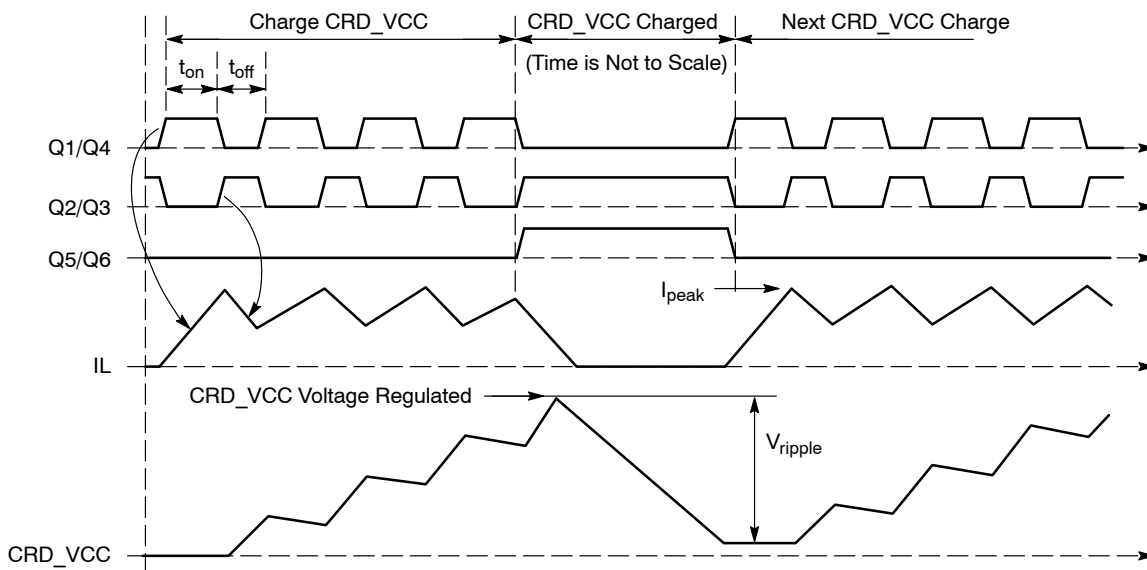 Charge CRD_VCC
CRD_VCC Charged
Next CRD_VCC Charge
(Time is Not to Scale)
ton
toff
Q1/Q4
Q2/Q3
Q5/Q6
Ipeak
IL
CRD_VCC Voltage Regulated
Vripple
CRD_VCC